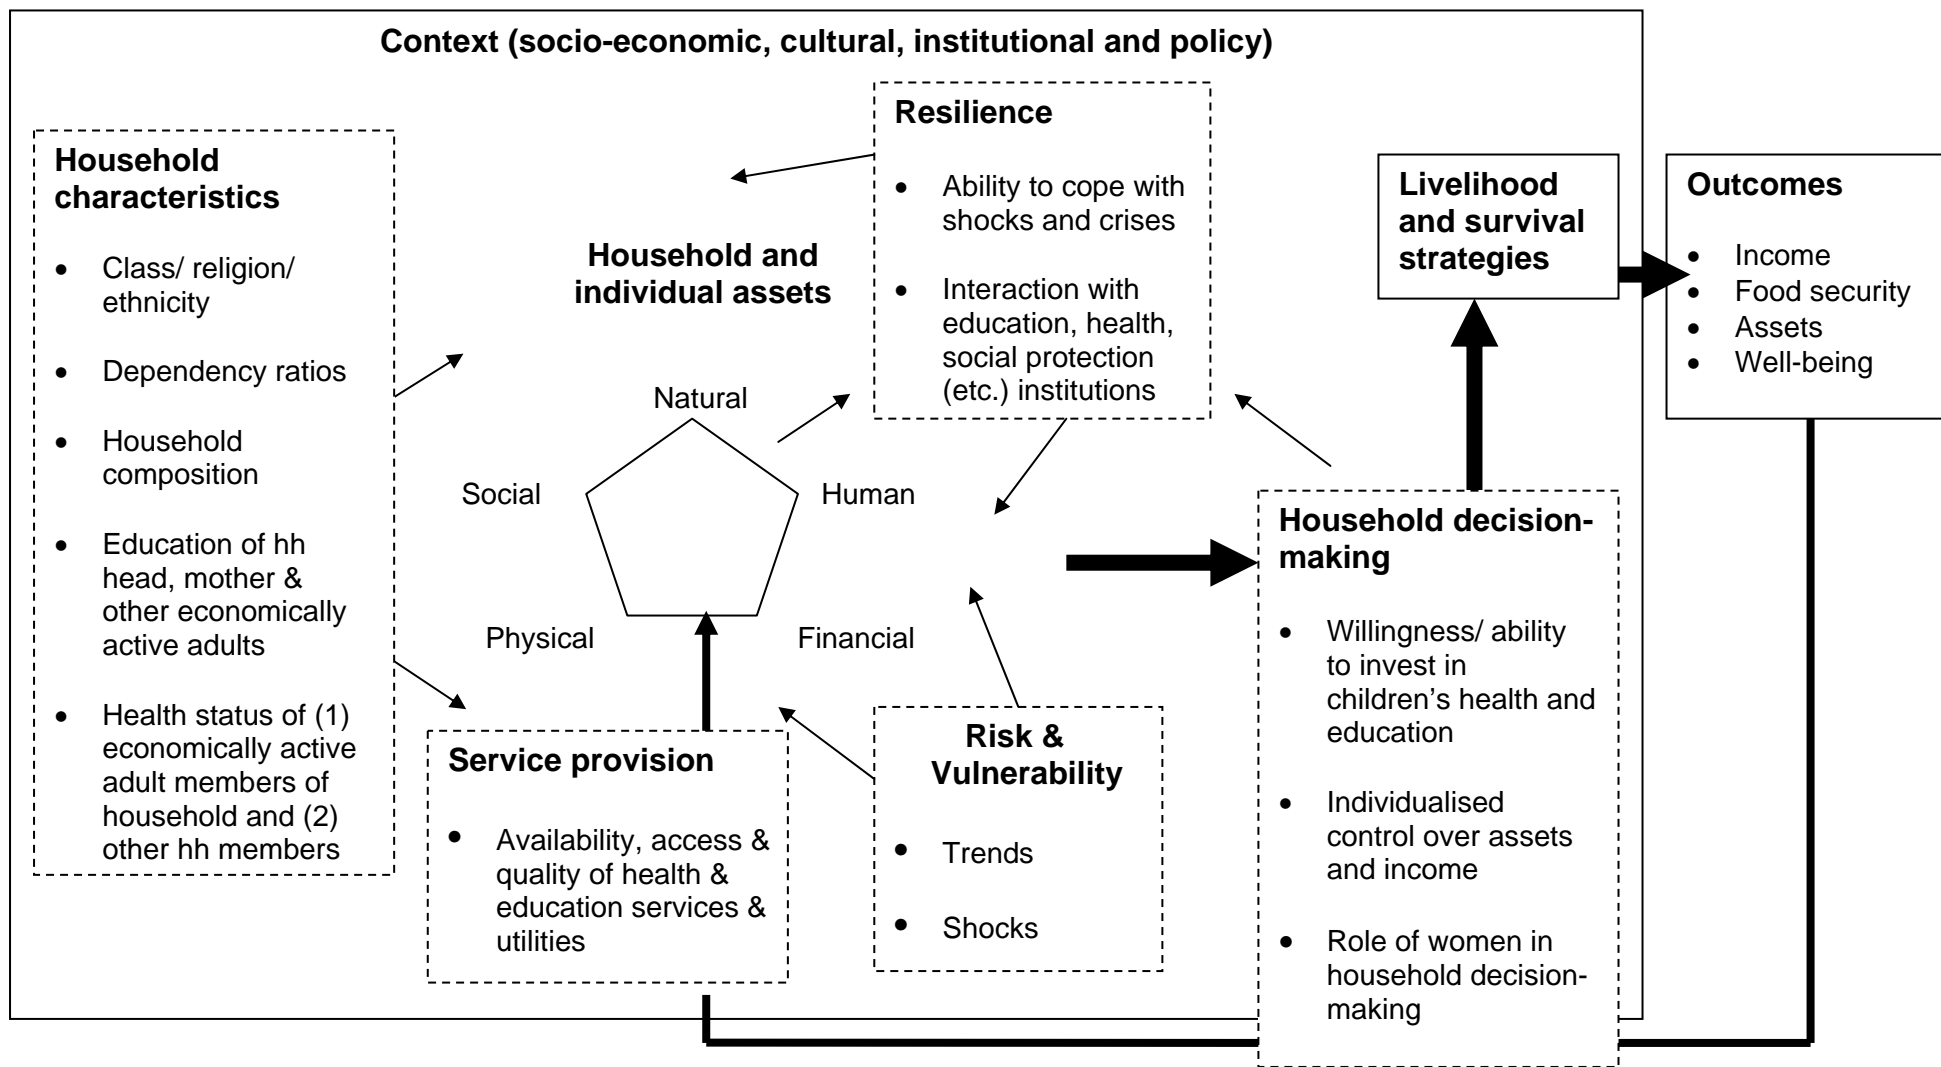 Context (socio-economic, cultural, institutional and policy)
Household
characteristics
• Class/ religion/
ethnicity
• Dependency ratios
• Household
composition
• Education of hh
head, mother &
other economically
active adults
• Health status of (1)
economically active
adult members of
household and (2)
other hh members
Household and
individual assets
Natural
Social
Human
Physical
Financial
Service provision
• Availability, access &
quality of health &
education services &
utilities
Resilience
• Ability to cope with
shocks and crises
• Interaction with
education, health,
social protection
(etc.) institutions
Risk &
Vulnerability
• Trends
• Shocks
Household decision-
making
• Willingness/ ability
to invest in
children’s health and
education
• Individualised
control over assets
and income
• Role of women in
household decision-
making
Livelihood
and survival
strategies
Outcomes
• Income
• Food security
• Assets
• Well-being